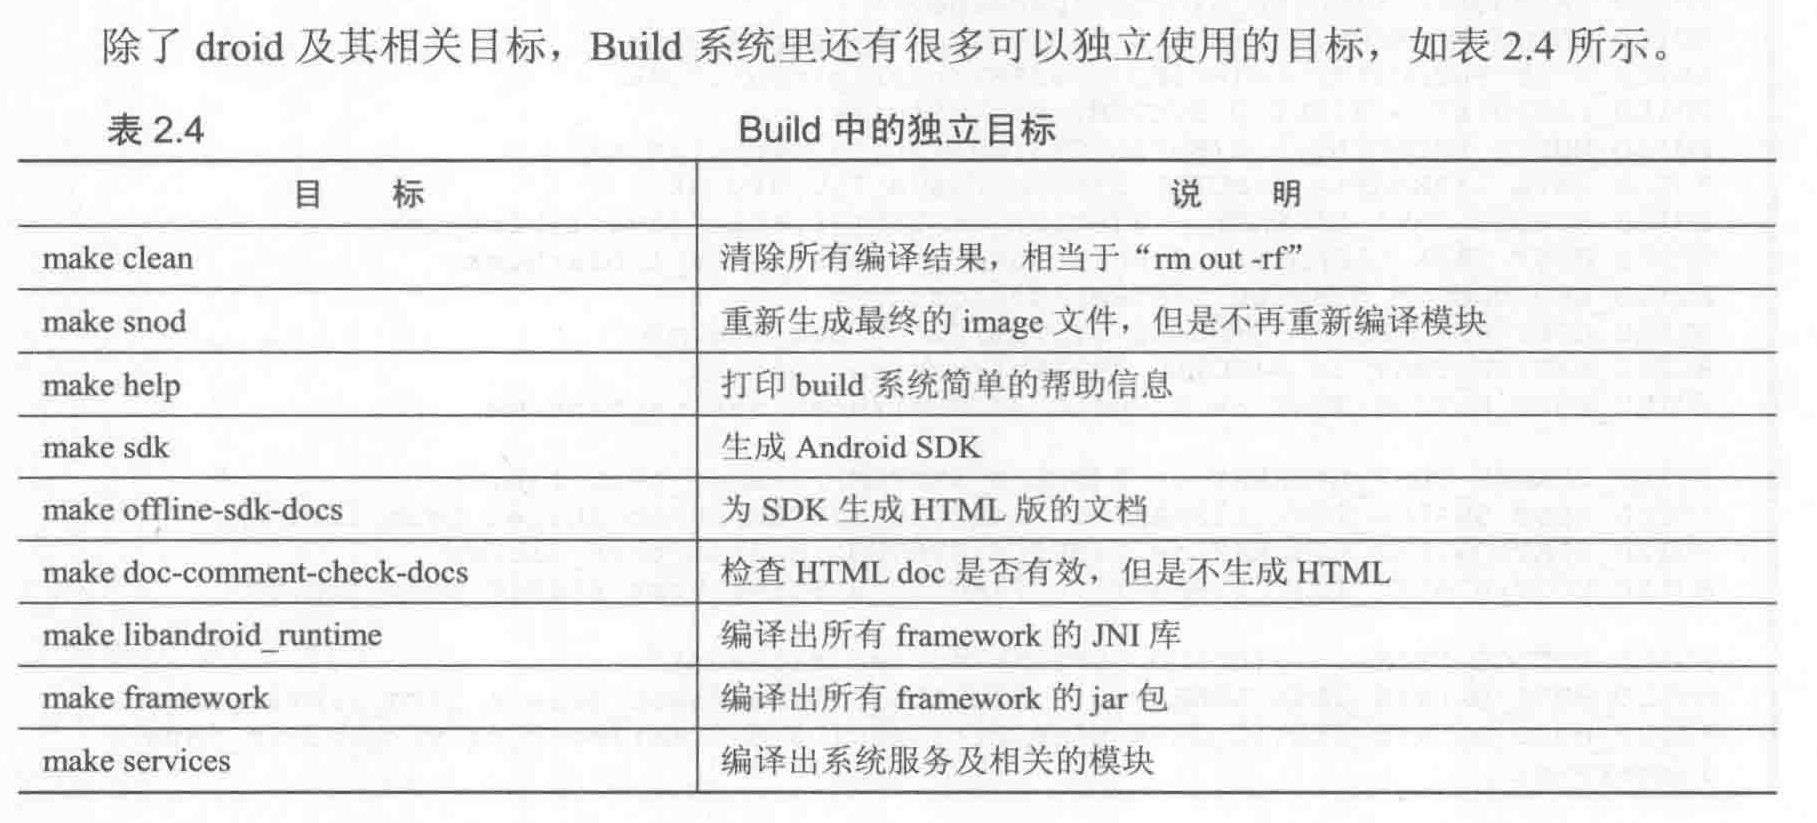 除了 droid 及其相关目标，Build 系统里还有很多可以独立使用的目标，如表 2.4 所示。
表 2.4 Build 中的独立目标
目 标 说 明
make clean 清除所有编译结果，相当于“rm out -rf”
make snod 重新生成最终的 image 文件，但是不再重新编译模块
make help 打印 build 系统简单的帮助信息
make sdk 生成 Android SDK
make offline-sdk-docs 为 SDK 生成 HTML 版的文档
make doc-comment-check-docs 检查 HTML doc 是否有效，但是不生成 HTML
make libandroid_runtime 编译出所有 framework 的 JNI 库
make framework 编译出所有 framework 的 jar 包
make services 编译出系统服务及相关的模块